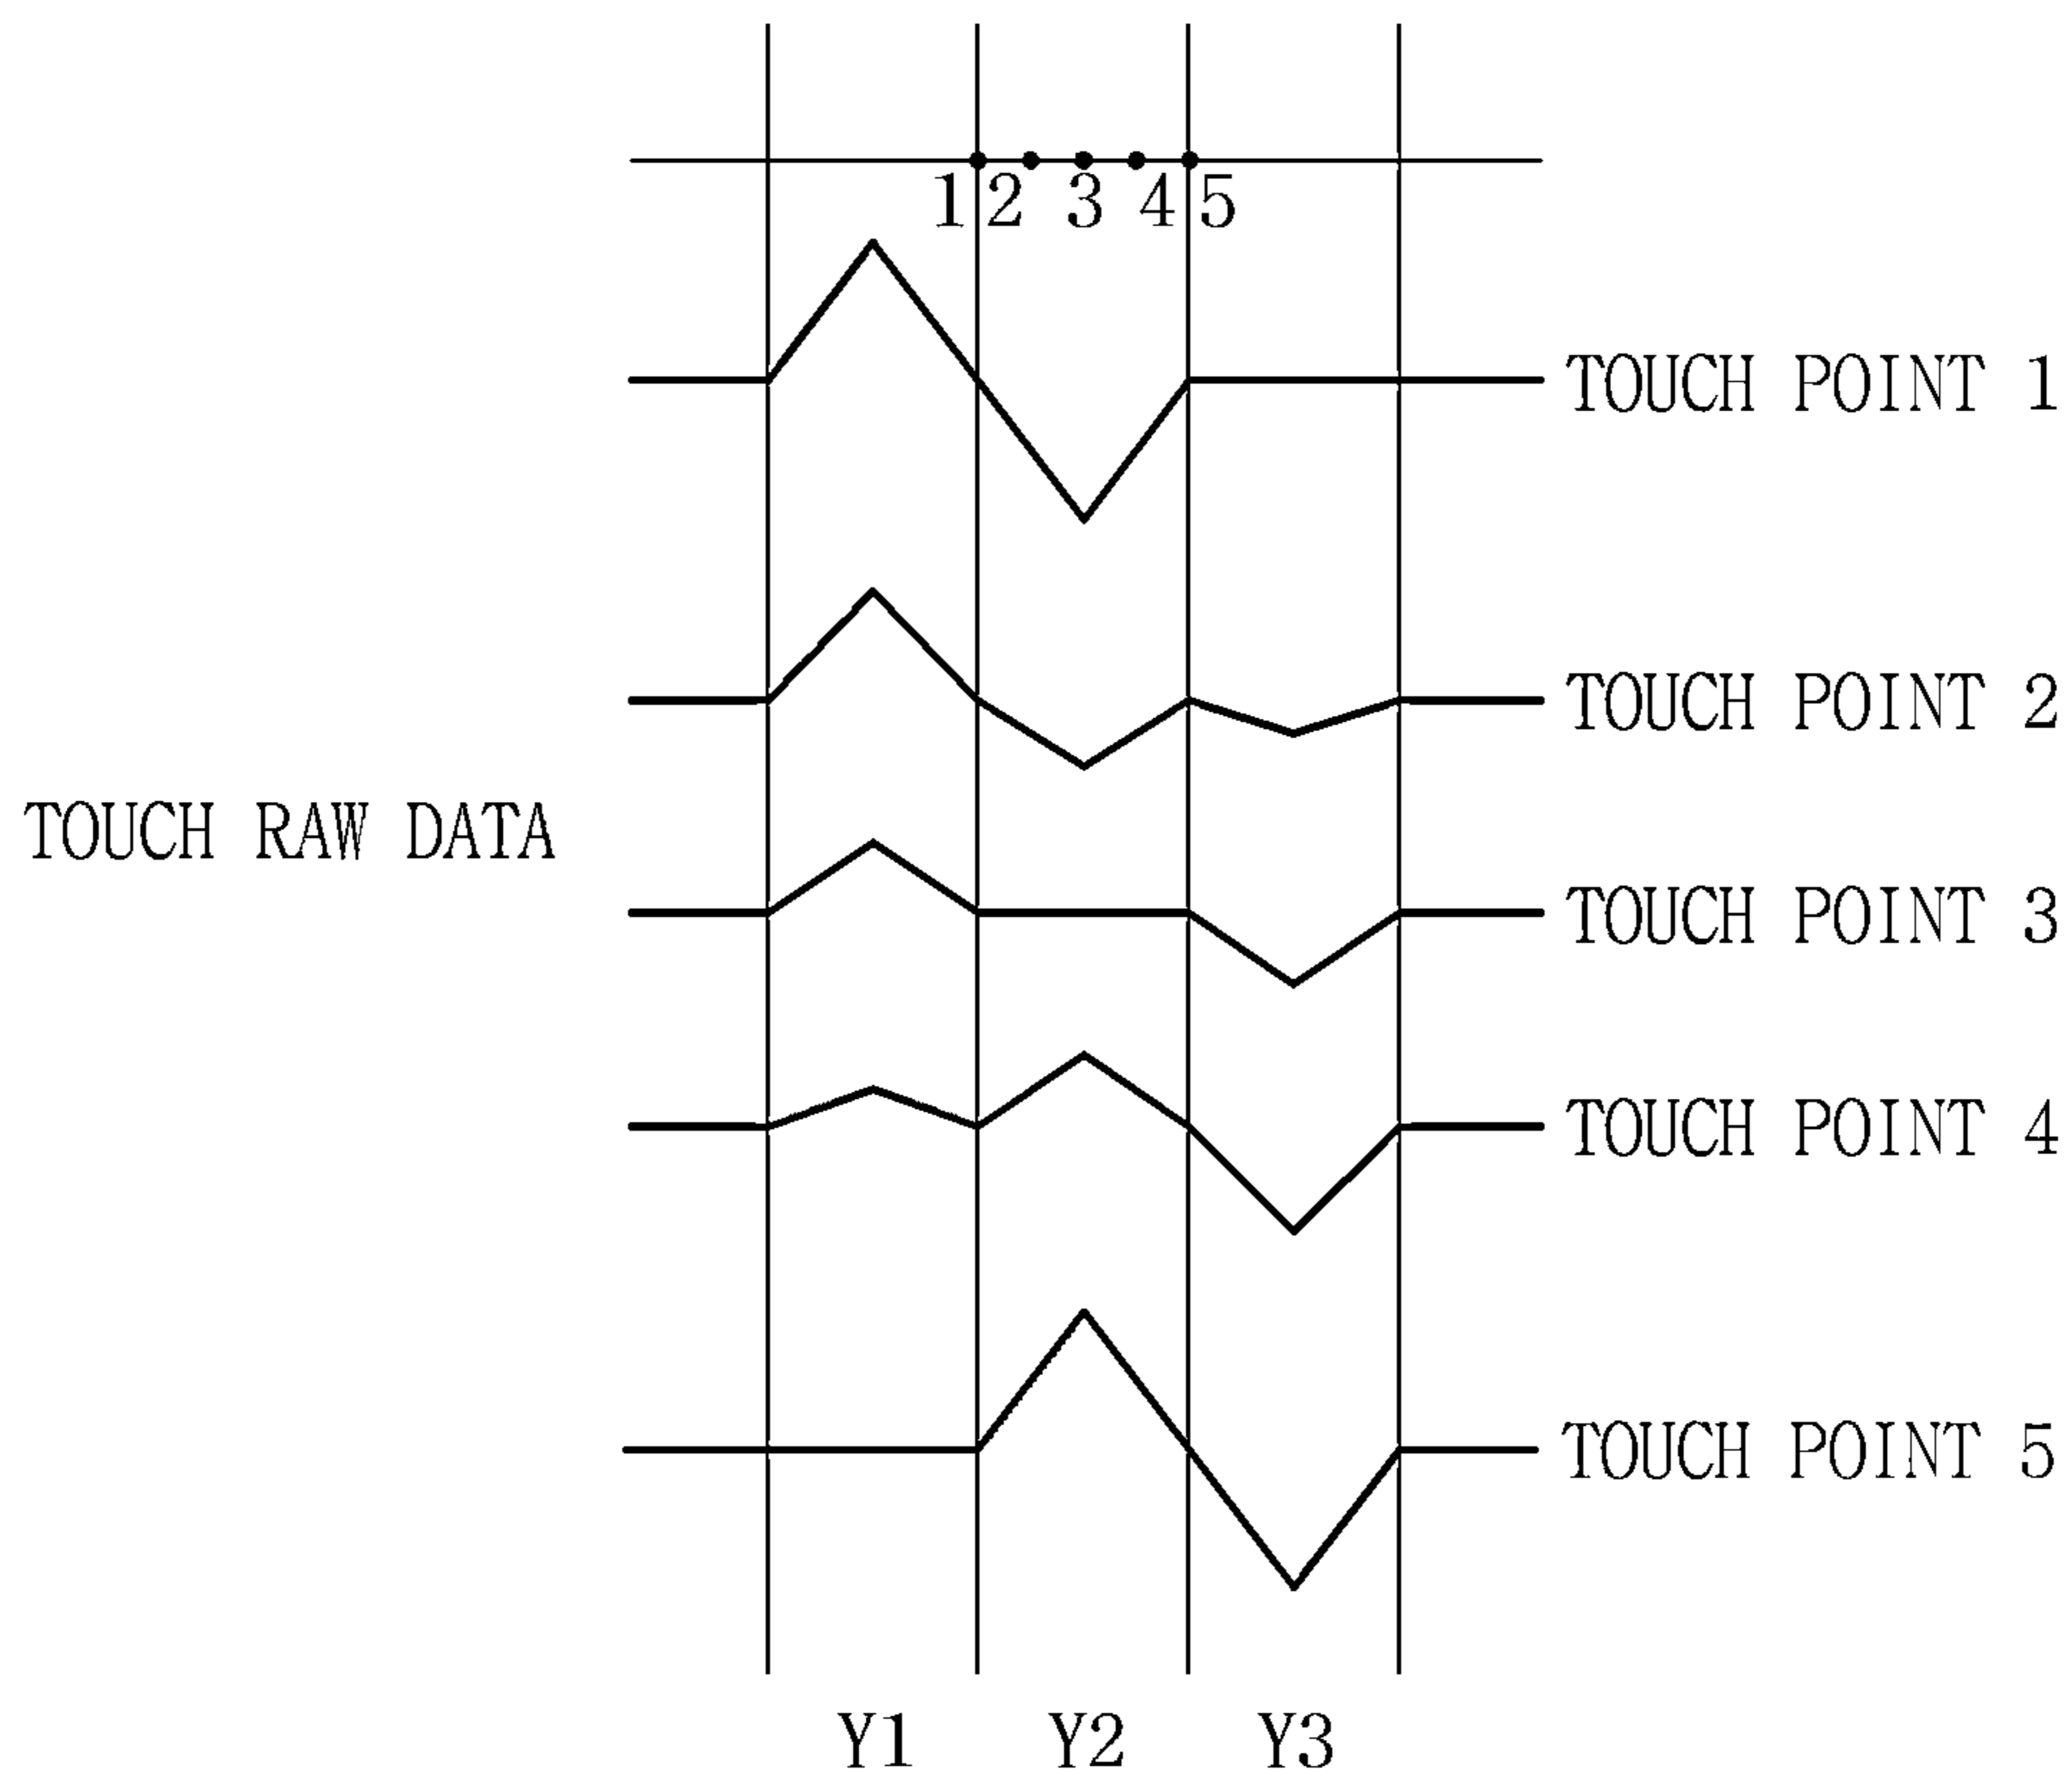 1 2 3 4 5
TOUCH POINT 1
TOUCH POINT 2
TOUCH RAW DATA
TOUCH POINT 3
TOUCH POINT 4
TOUCH POINT 5
Y1 Y2 Y3